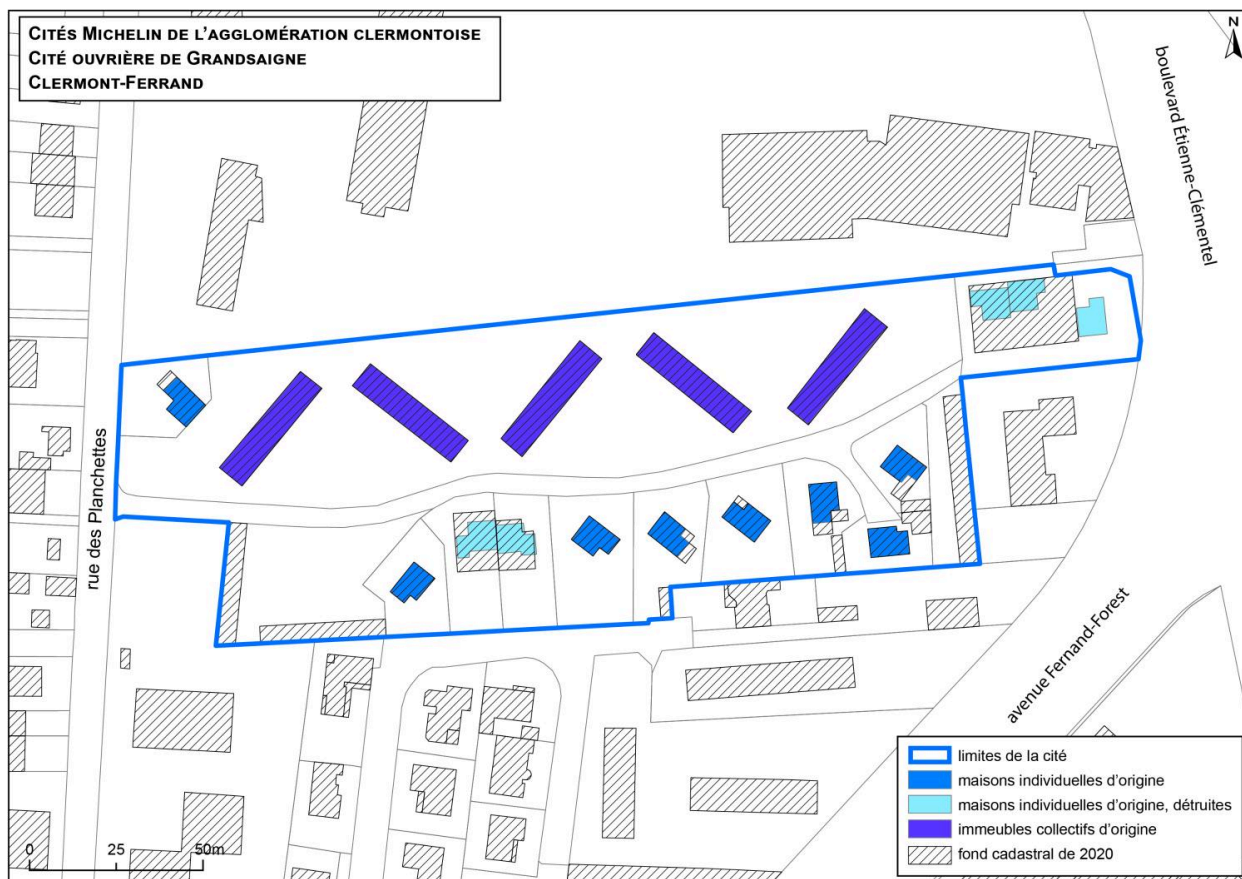 CITÉS MICHELIN DE L'AGGLOMÉRATION CLERMONTOISE
CITÉ OUVRIÈRE DE GRANDSAIGNE
CLERMONT-FERRAND
N
boulevard Étienne-Clémentel
rue des Planchettes
avenue Fernand-Forest
limites de la cité
maisons individuelles d'origine
maisons individuelles d'origine, détruites
immeubles collectifs d'origine
fond cadastral de 2020
0 25 50m